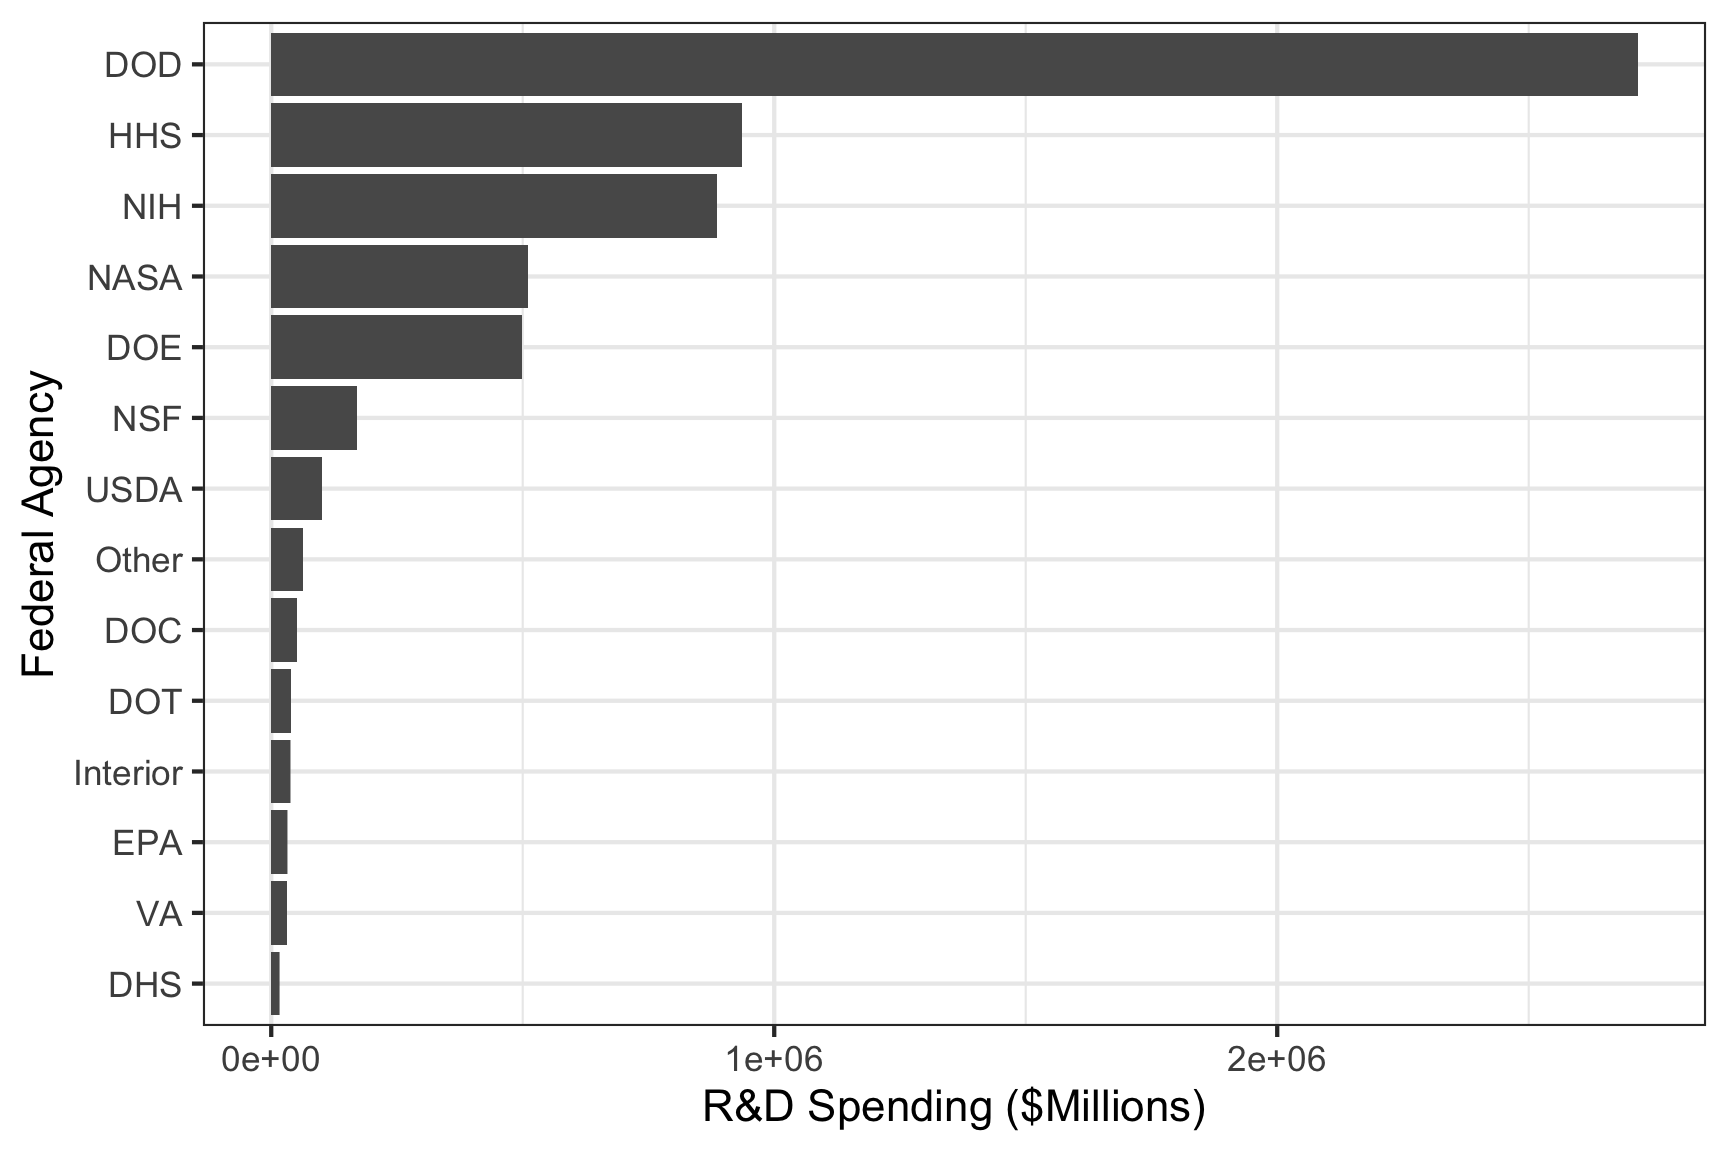 DOD
HHS
NIH
NASA
DOE
NSF
USDA
Other
DOC
DOT
Interior
EPA
VA
DHS
Federal Agency
0e+00 1e+06 2e+06
R&D Spending ($Millions)